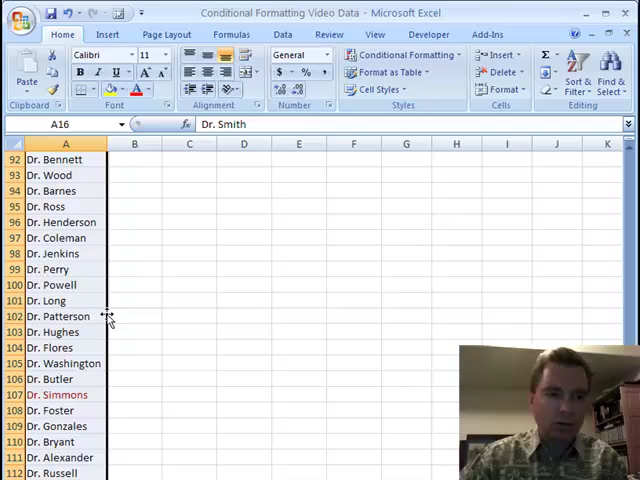 Conditional Formatting Video Data - Microsoft Excel
Home Insert Page Layout Formulas Data Review View Developer Add-Ins
Paste
Clipboard
Calibri 11
B I U A A A
Font
Alignment
General
$ % ,
Number
Conditional Formatting
Format as Table
Cell Styles
Styles
Insert
Delete
Format
Cells
Σ
Sort &
Filter
Find &
Select
Editing
A16 fx Dr. Smith
A B C D E F G H I J K
92 Dr. Bennett
93 Dr. Wood
94 Dr. Barnes
95 Dr. Ross
96 Dr. Henderson
97 Dr. Coleman
98 Dr. Jenkins
99 Dr. Perry
100 Dr. Powell
101 Dr. Long
102 Dr. Patterson
103 Dr. Hughes
104 Dr. Flores
105 Dr. Washington
106 Dr. Butler
107 Dr. Simmons
108 Dr. Foster
109 Dr. Gonzales
110 Dr. Bryant
111 Dr. Alexander
112 Dr. Russell